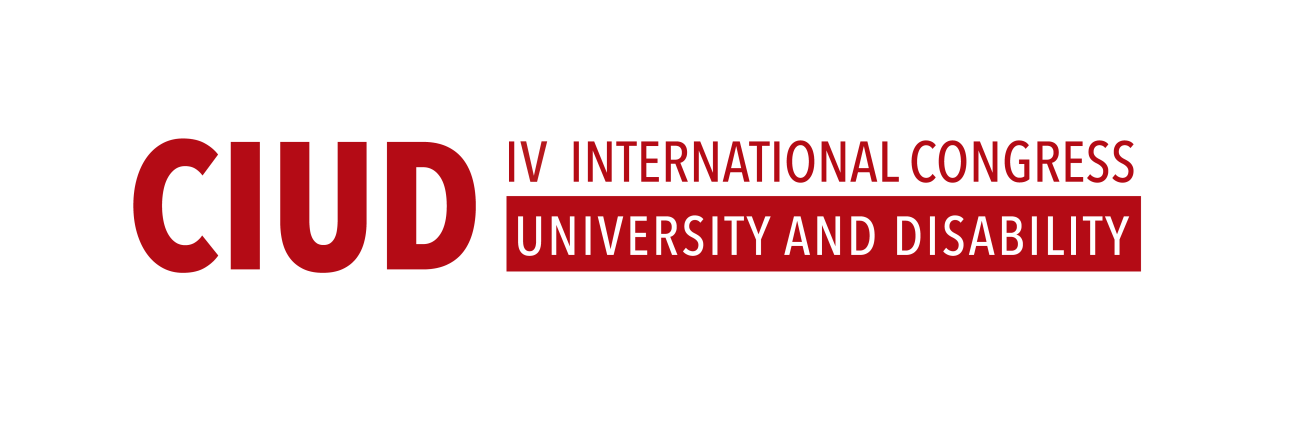 CIUD
IV INTERNATIONAL CONGRESS
UNIVERSITY AND DISABILITY